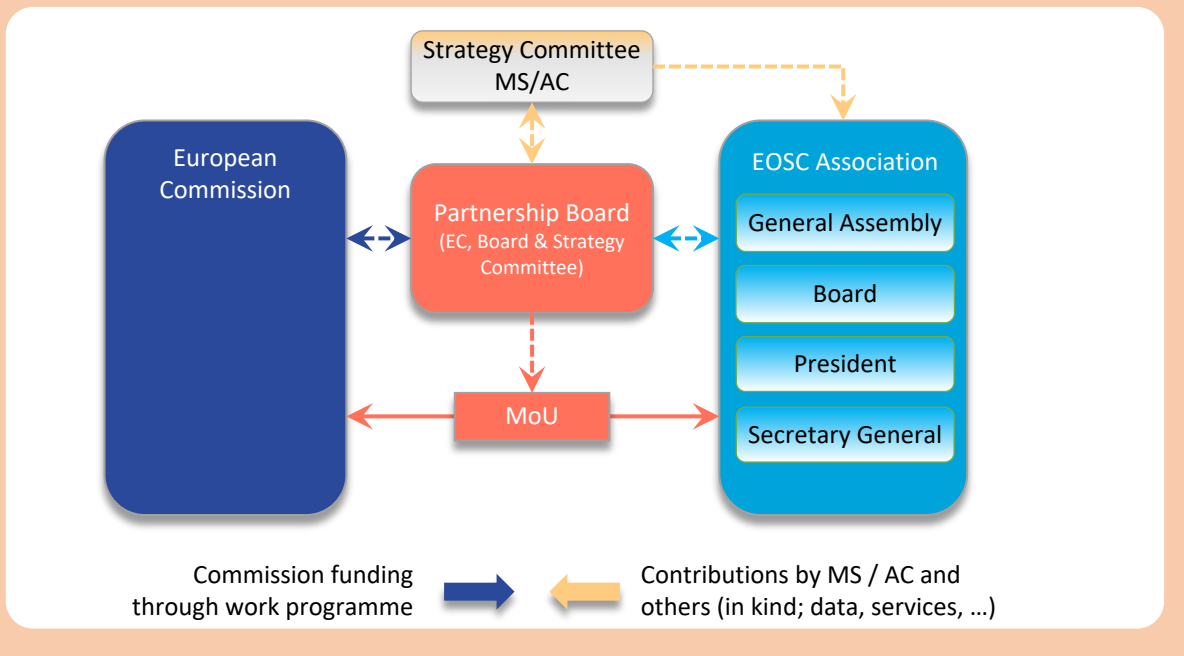 Strategy Committee
MS/AC
European
Commission
Partnership Board
(EC, Board & Strategy
Committee)
MoU
EOSC Association
General Assembly
Board
President
Secretary General
Commission funding
through work programme
Contributions by MS / AC and
others (in kind; data, services, ...)